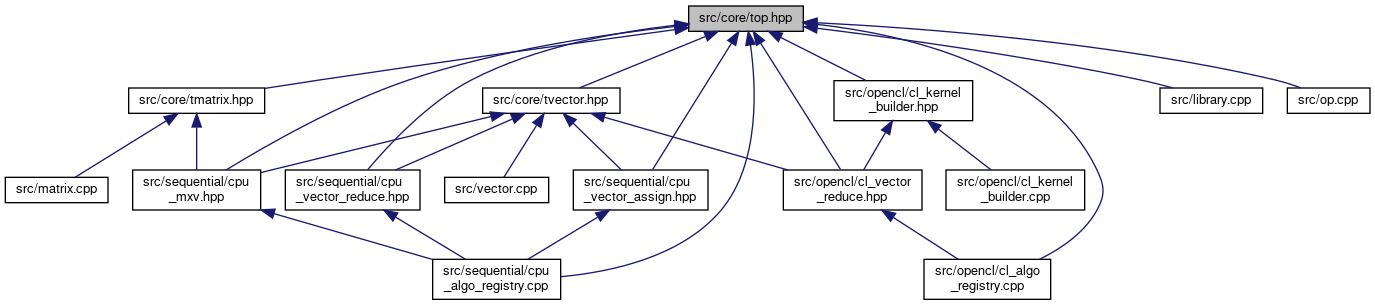 src/core/top.hpp
src/core/tmatrix.hpp
src/core/tvector.hpp
src/opencl/cl_kernel
_builder.hpp
src/library.cpp
src/op.cpp
src/matrix.cpp
src/sequential/cpu
_mxv.hpp
src/sequential/cpu
_vector_reduce.hpp
src/vector.cpp
src/sequential/cpu
_vector_assign.hpp
src/opencl/cl_vector
_reduce.hpp
src/opencl/cl_kernel
_builder.cpp
src/sequential/cpu
_algo_registry.cpp
src/opencl/cl_algo
_registry.cpp